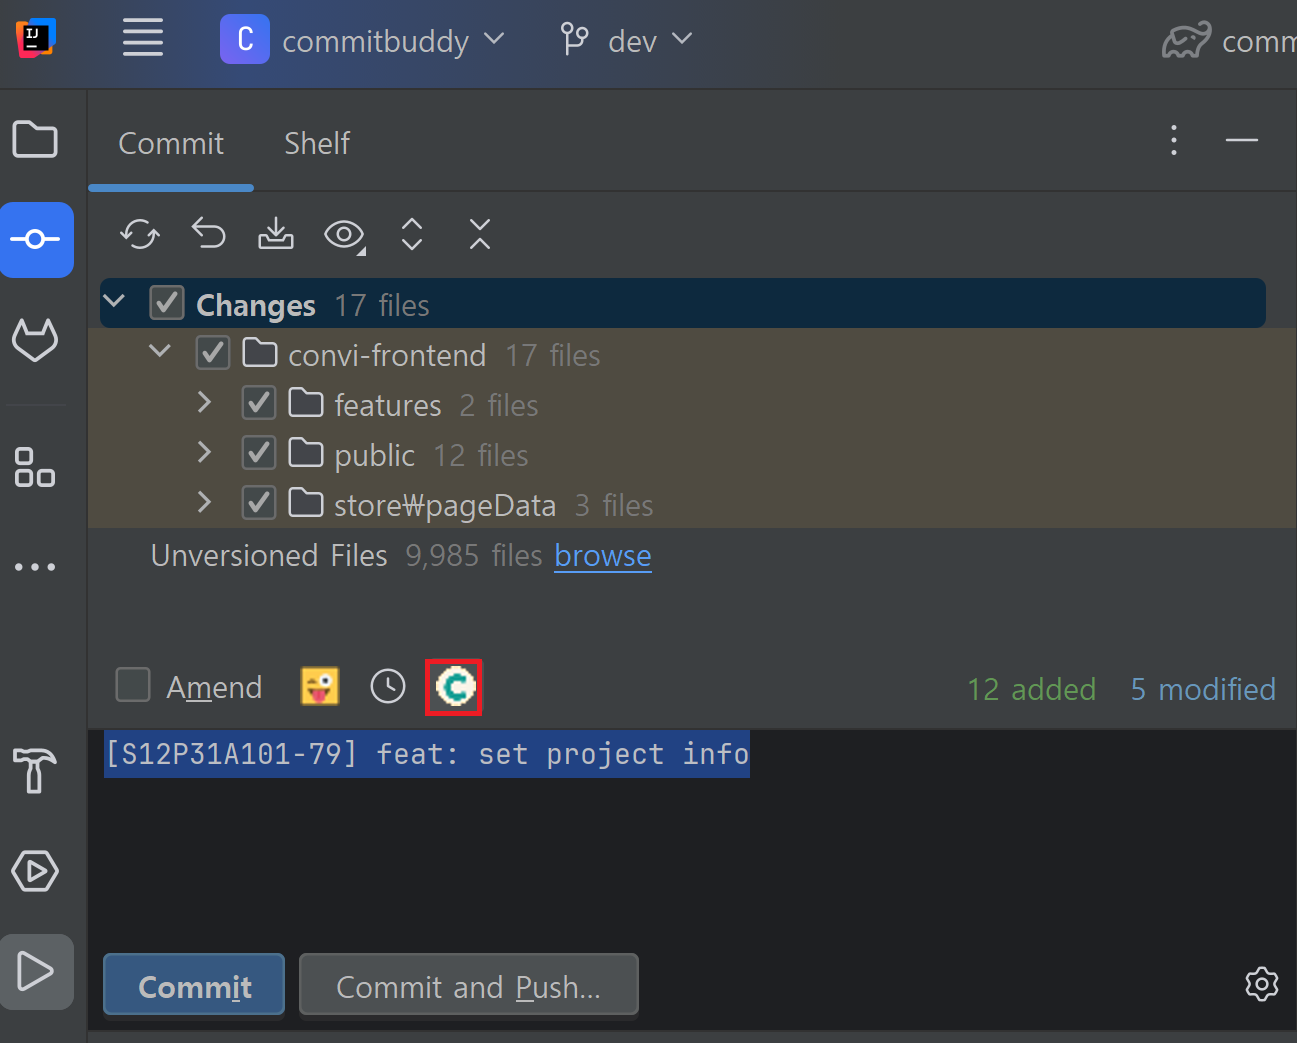 IJ
C commitbuddy dev comm
Commit Shelf
Changes 17 files
convi-frontend 17 files
features 2 files
public 12 files
store₩pageData 3 files
Unversioned Files 9,985 files browse
Amend C 12 added 5 modified
[S12P31A101-79] feat: set project info
Commit Commit and Push...